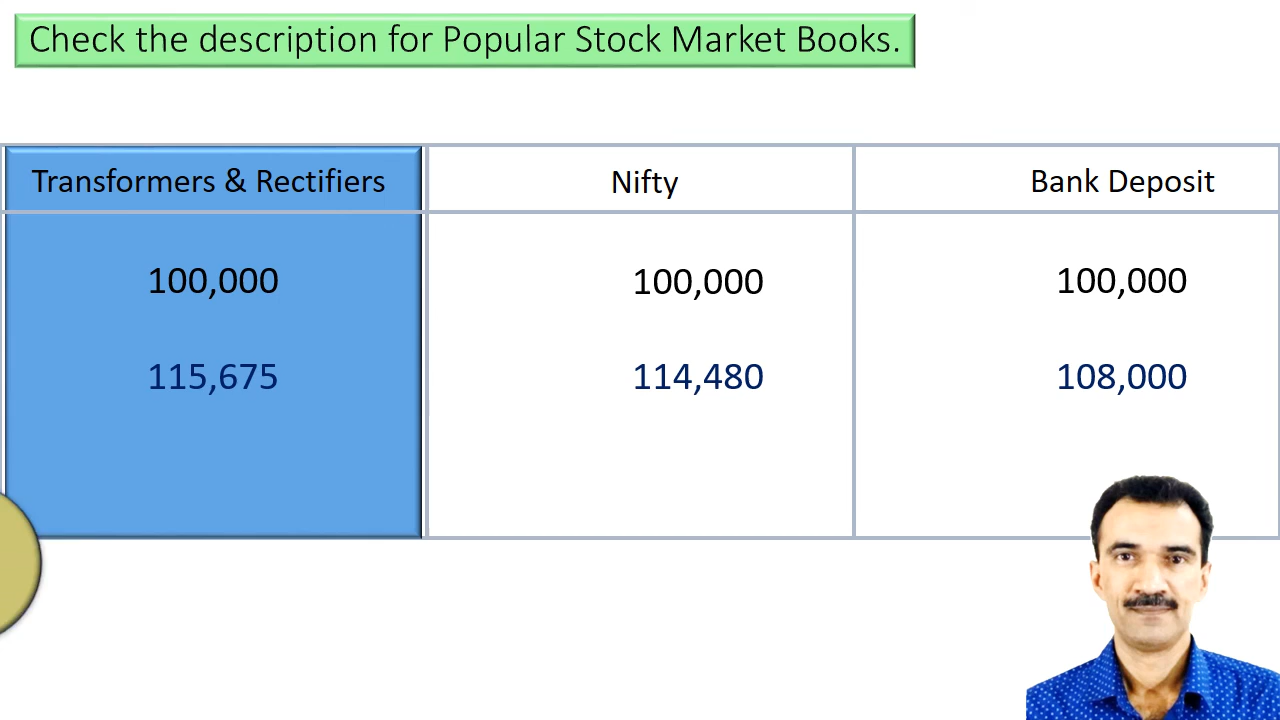 Check the description for Popular Stock Market Books.
Transformers & Rectifiers Nifty Bank Deposit
100,000 100,000 100,000
115,675 114,480 108,000